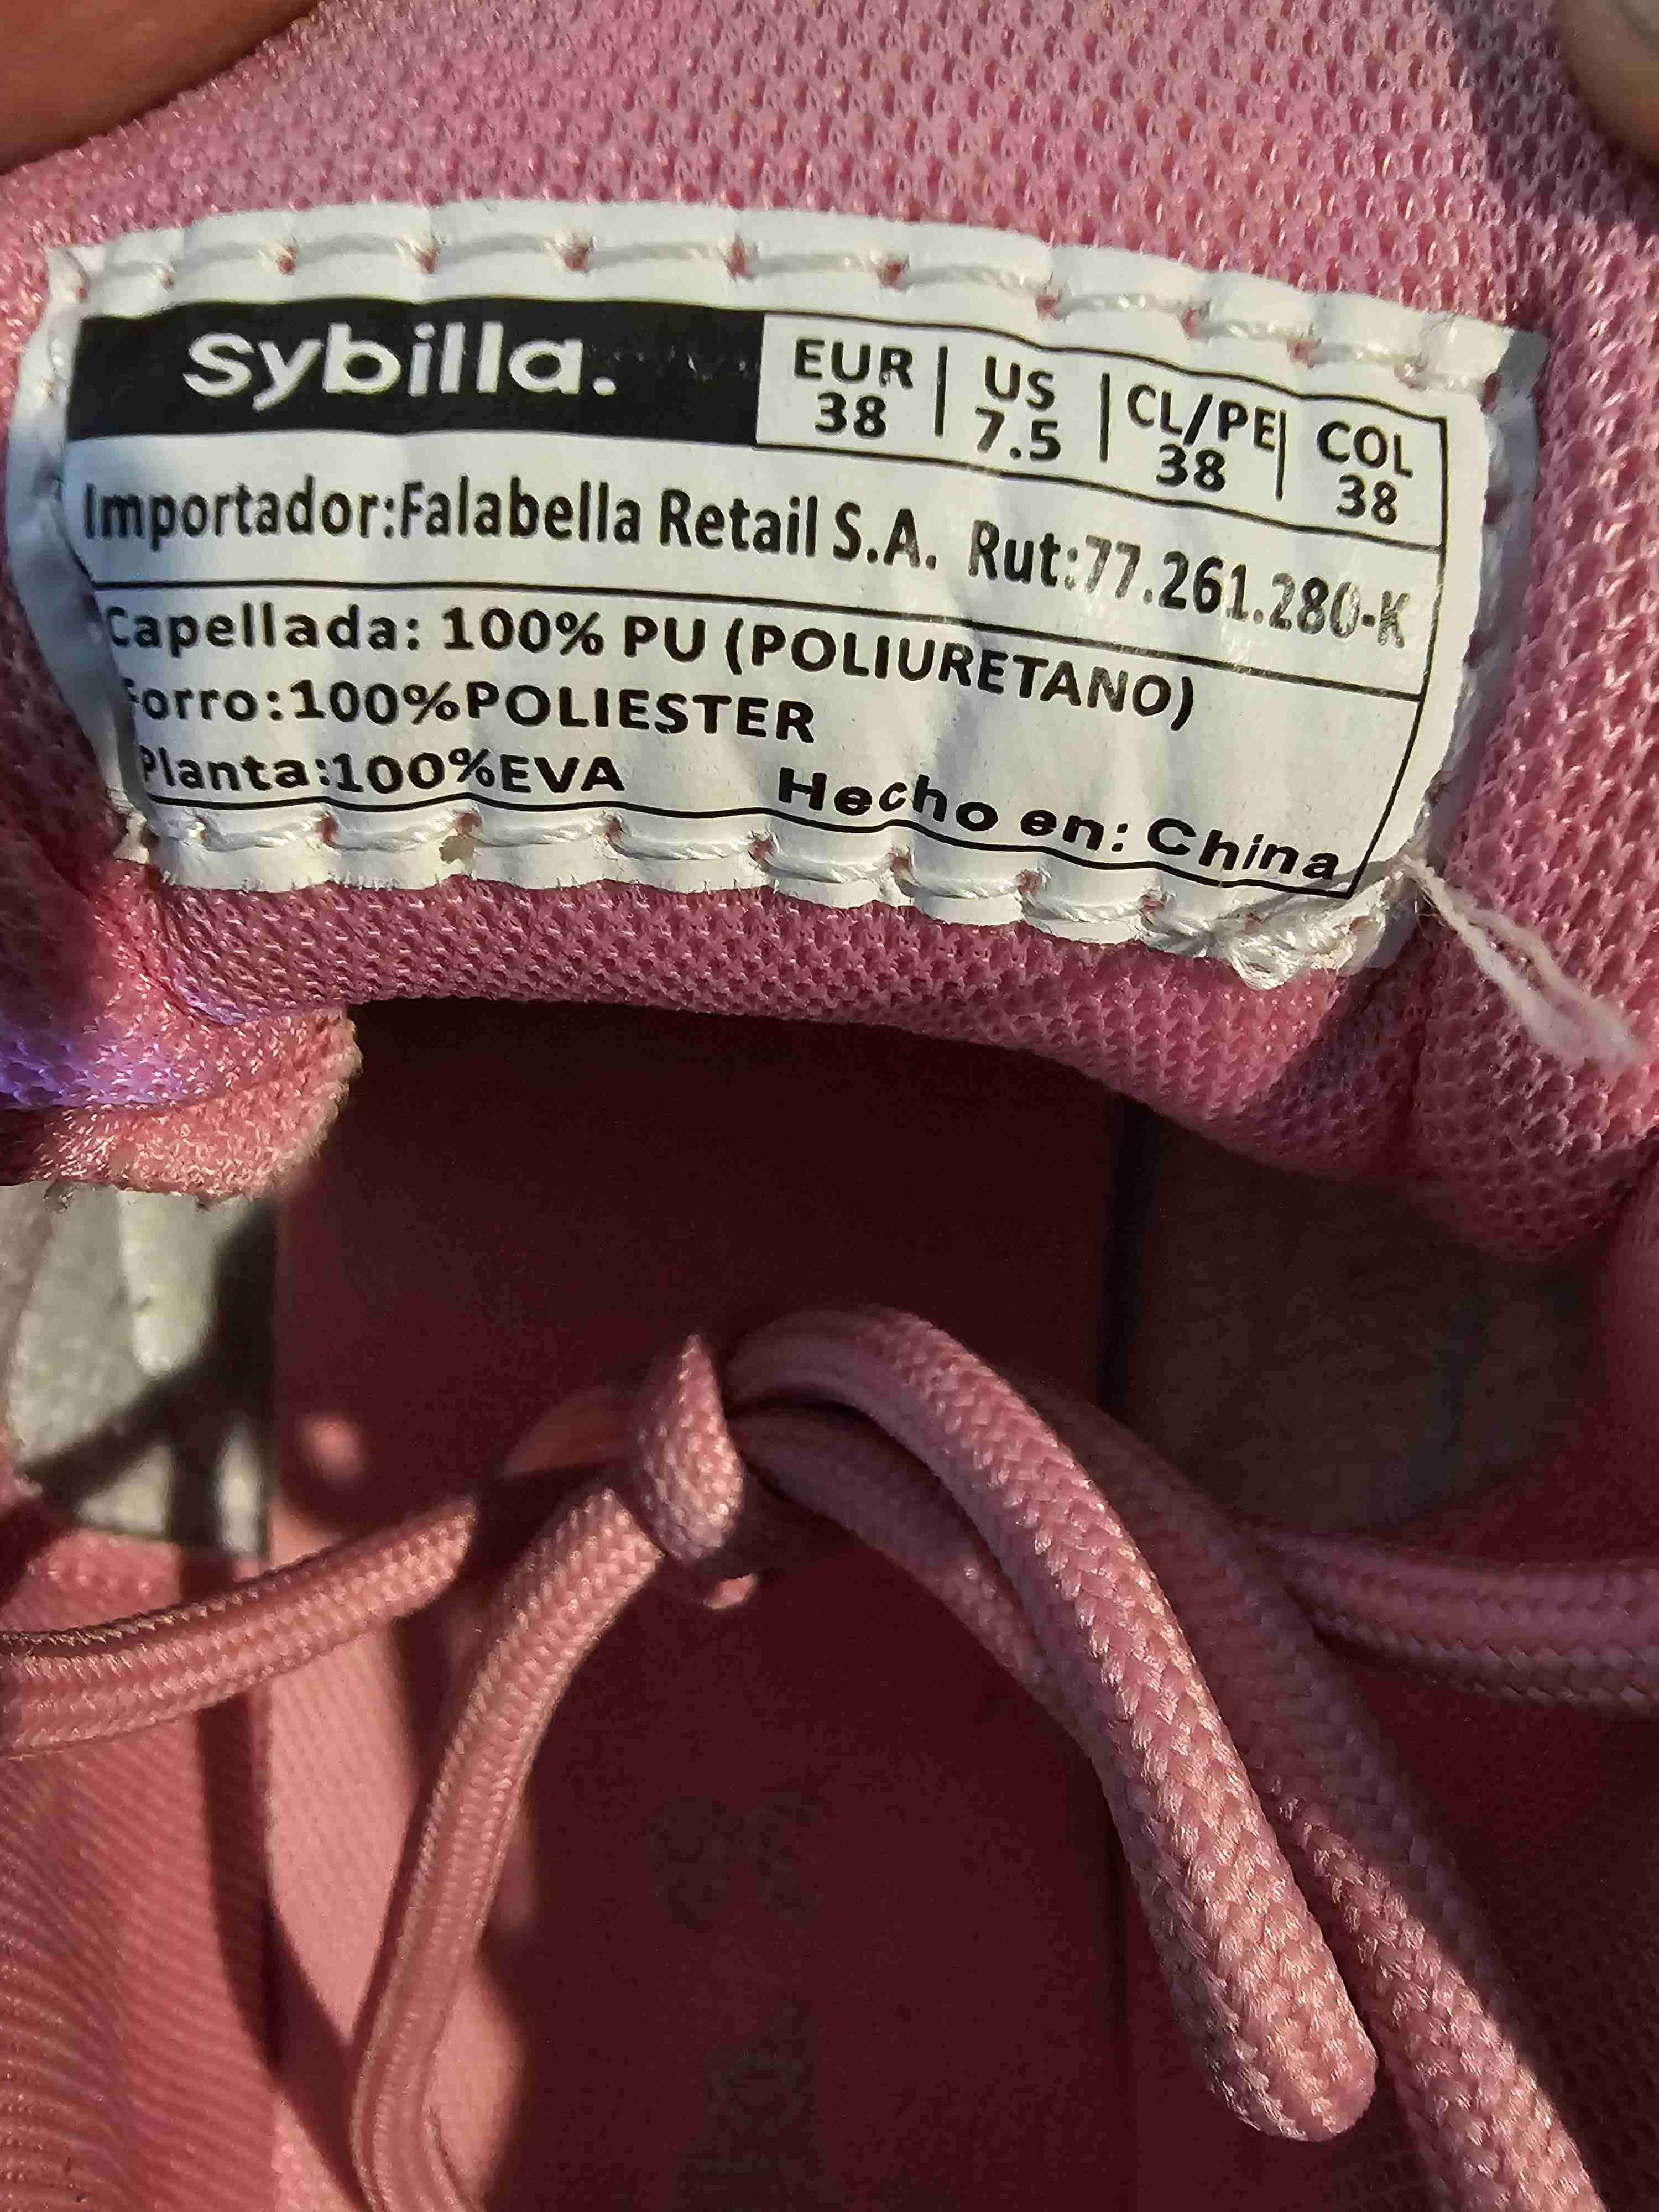 sybilla.
EUR | US | CL/PE | COL
38 | 7.5 | 38 | 38
Importador:Falabella Retail S.A. Rut:77.261.280-K
Capellada: 100% PU (POLIURETANO)
Forro:100%POLIESTER
Planta:100%EVA Hecho en: China